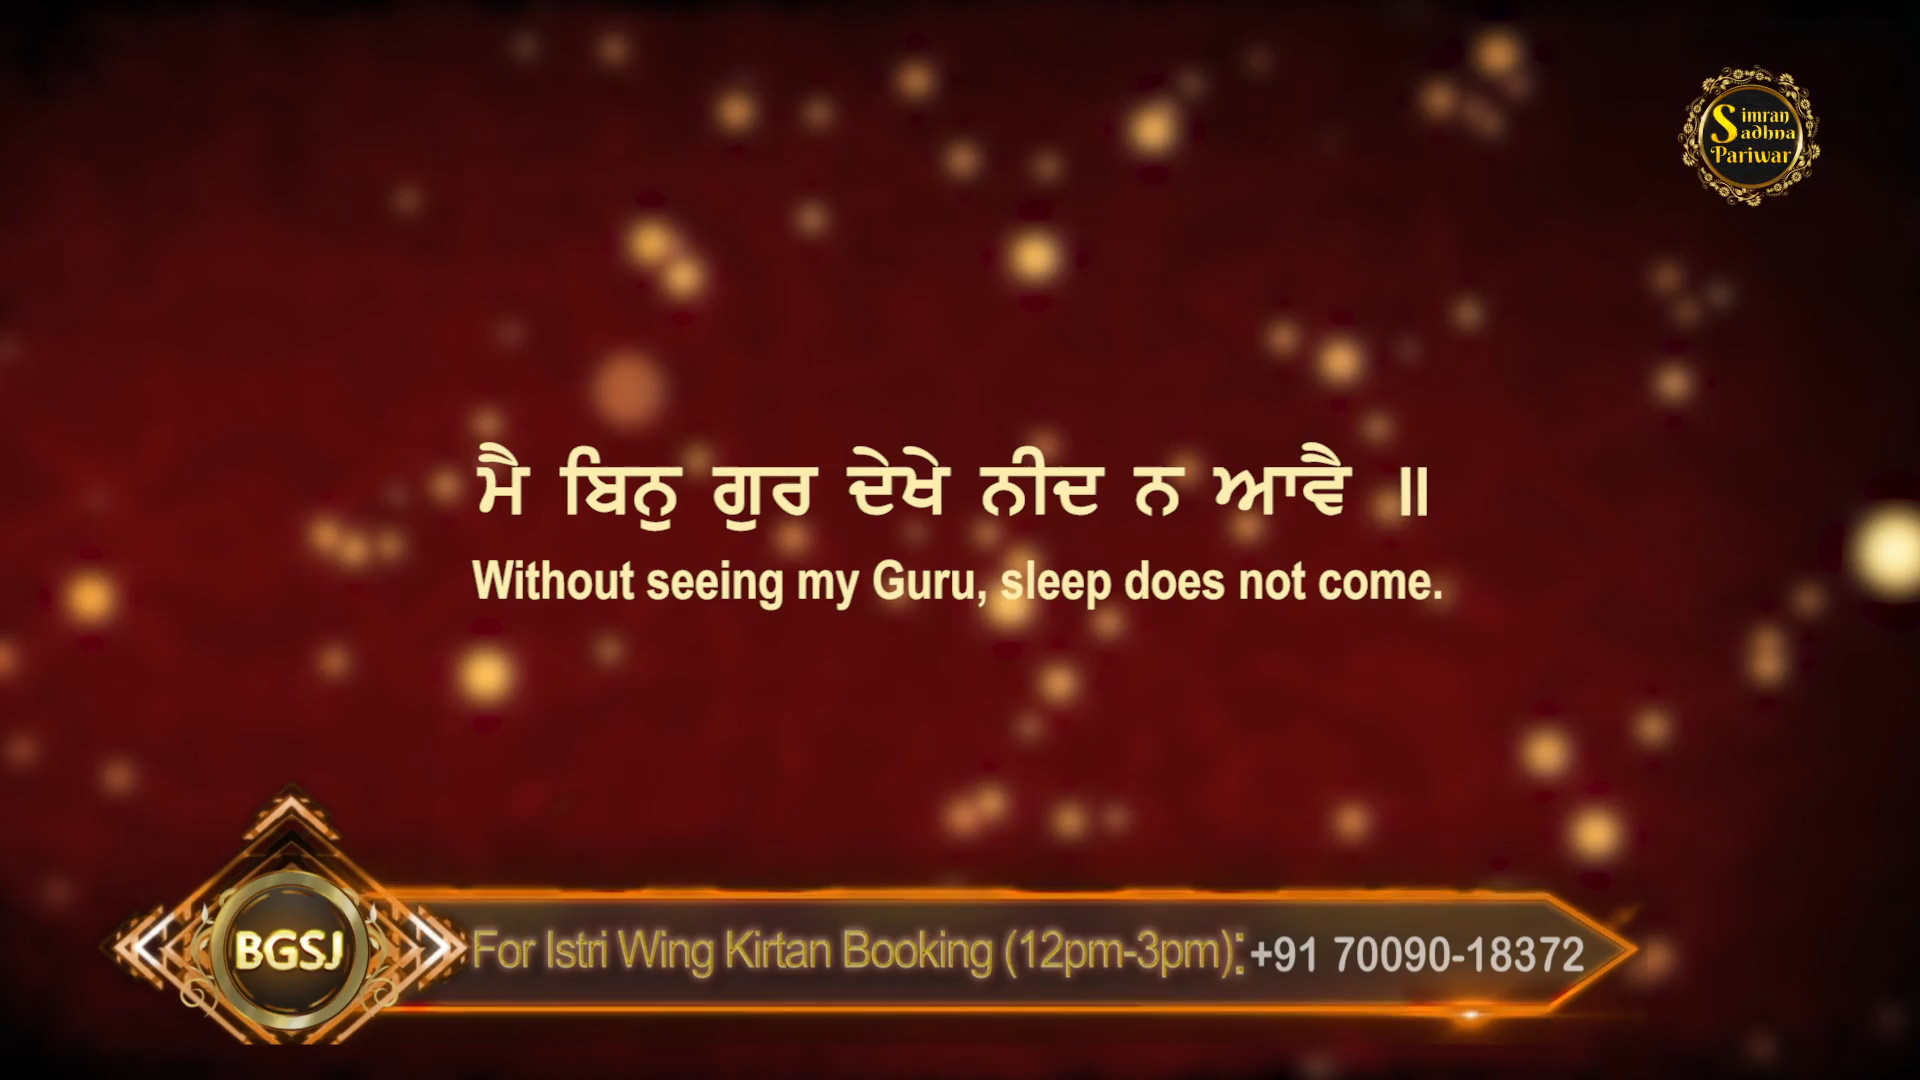 Simran
Sadhna
Pariwar
ਮੈ ਬਿਨੁ ਗੁਰ ਦੇਖੇ ਨੀਦ ਨ ਆਵੈ ॥
Without seeing my Guru, sleep does not come.
BGSJ
For Istri Wing Kirtan Booking (12pm-3pm): +91 70090-18372